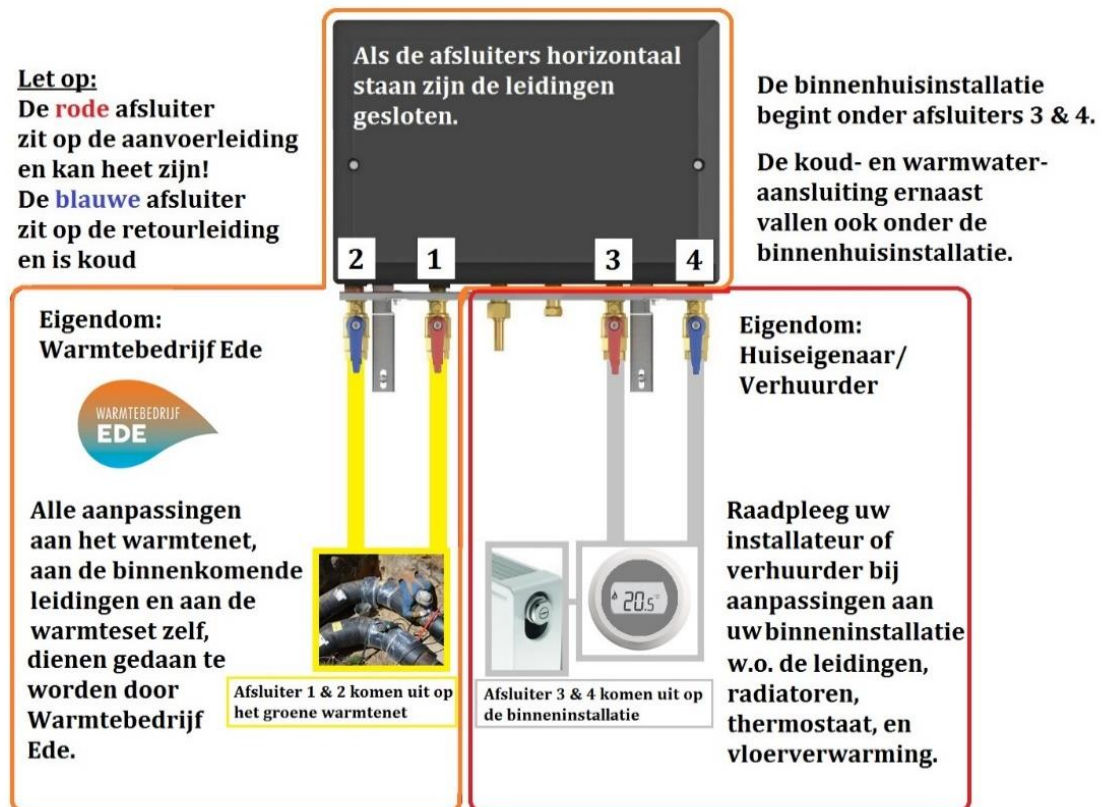 Als de afsluiters horizontaal
staan zijn de leidingen
gesloten.
Let op:
De rode afsluiter
zit op de aanvoerleiding
en kan heet zijn!
De blauwe afsluiter
zit op de retourleiding
en is koud
De binnenhuisinstallatie
begint onder afsluiters 3 & 4.
De koud- en warmwater-
aansluiting ernaast
vallen ook onder de
binnenhuisinstallatie.
2
1
3
4
Eigendom:
Warmtebedrijf Ede
WARMTEBEDRIJF
EDE
Alle aanpassingen
aan het warmtenet,
aan de binnenkomende
leidingen en aan de
warmteset zelf,
dienen gedaan te
worden door
Warmtebedrijf
Ede.
Afsluiter 1 & 2 komen uit op
het groene warmtenet
20.5°
Afsluiter 3 & 4 komen uit op
de binneninstallatie
Eigendom:
Huiseigenaar/
Verhuurder
Raadpleeg uw
installateur of
verhuurder bij
aanpassingen aan
uw binneninstallatie
w.o. de leidingen,
radiatoren,
thermostaat, en
vloerverwarming.